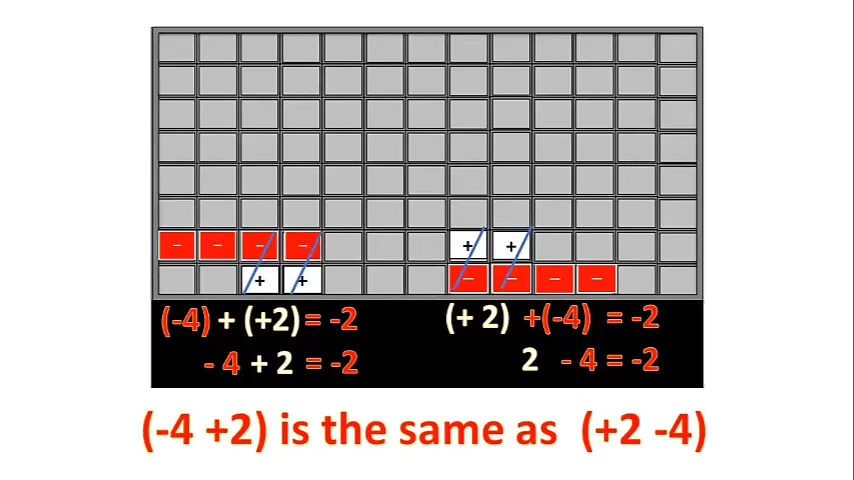 - - - - + +
+ + - - - -
(-4) + (+2) = -2 (+ 2) +(-4) = -2
- 4 + 2 = -2 2 - 4 = -2
(-4 +2) is the same as (+2 -4)